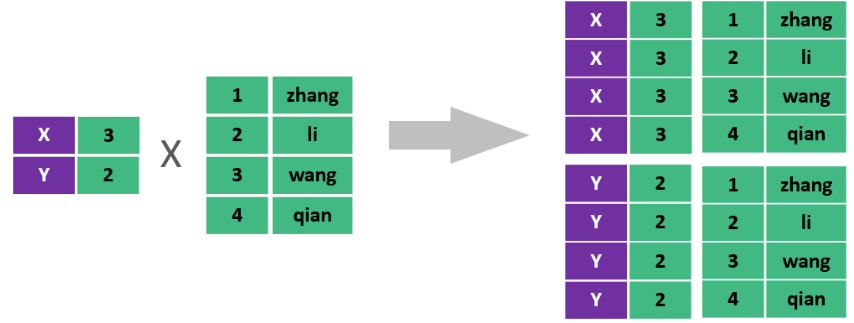 X 3
Y 2
X
1 zhang
2 li
3 wang
4 qian
X 3 1 zhang
X 3 2 li
X 3 3 wang
X 3 4 qian
Y 2 1 zhang
Y 2 2 li
Y 2 3 wang
Y 2 4 qian